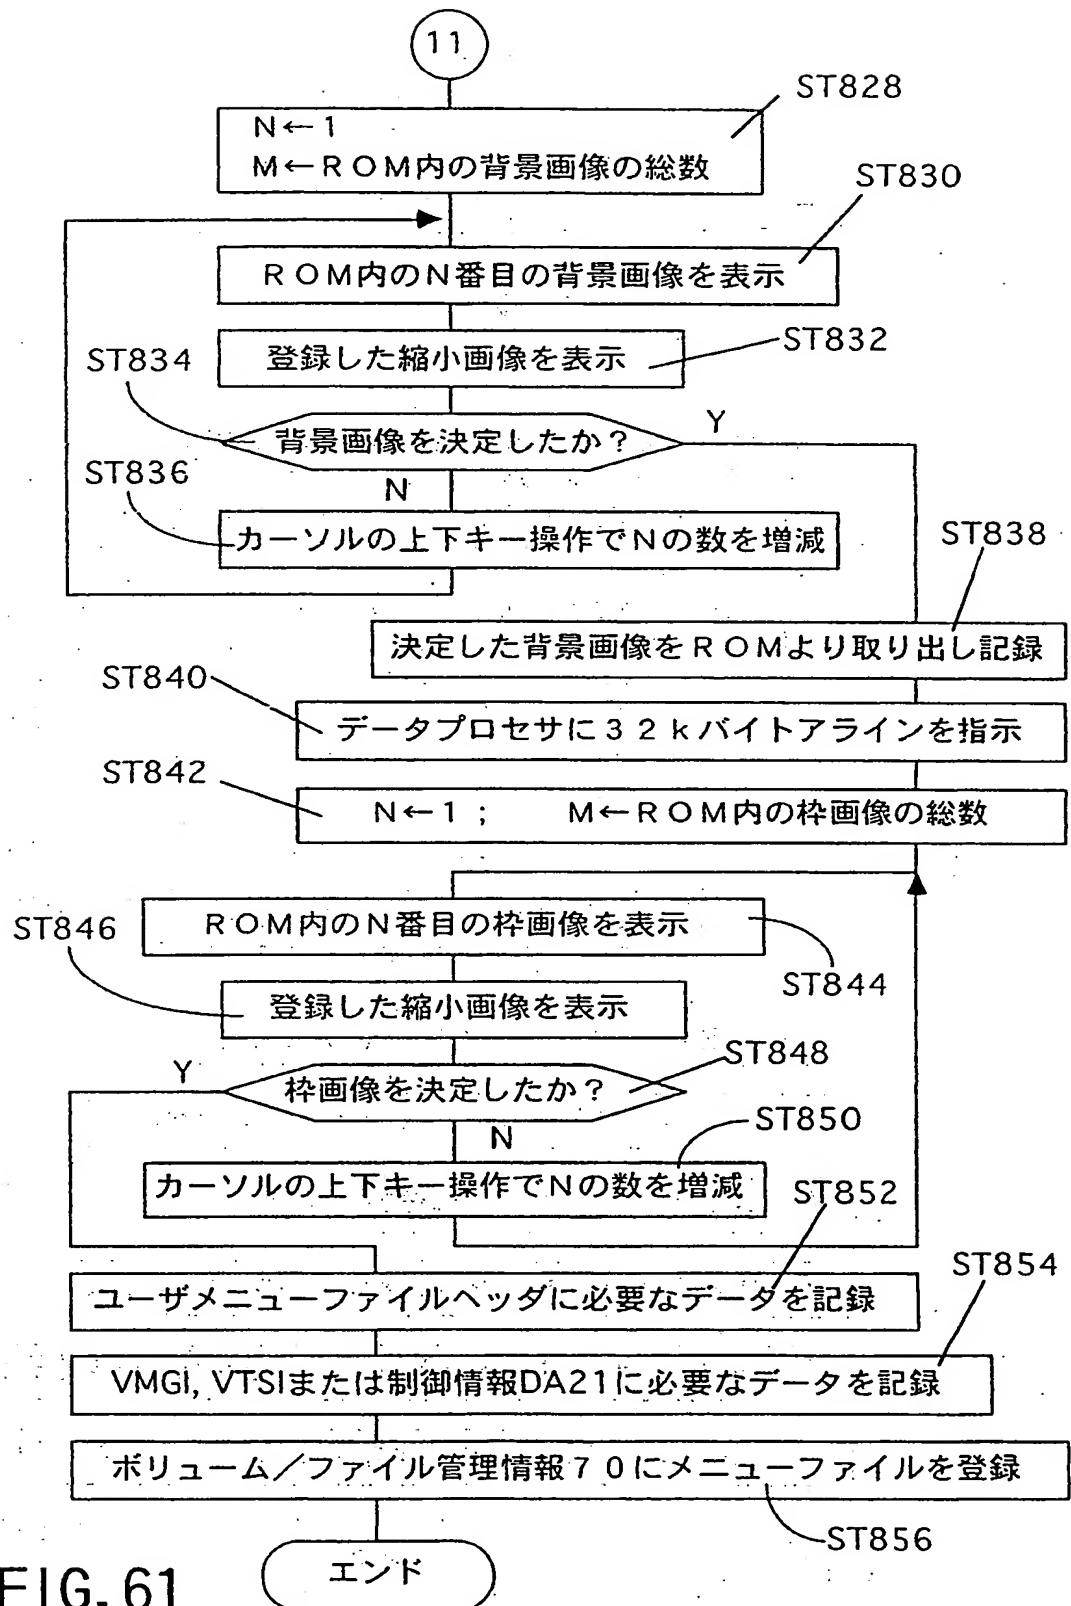 11
ST828
N←1
M←ROM内の背景画像の総数
ST830
ROM内のN番目の背景画像を表示
ST832
登録した縮小画像を表示
ST834
背景画像を決定したか？
Y
ST836
N
カーソルの上下キー操作でNの数を増減
ST838
決定した背景画像をROMより取り出し記録
ST840
データプロセサに32kバイトアラインを指示
ST842
N←1； M←ROM内の枠画像の総数
ROM内のN番目の枠画像を表示
ST844
ST846
登録した縮小画像を表示
ST848
Y
枠画像を決定したか？
N
ST850
カーソルの上下キー操作でNの数を増減
ST852
ユーザメニューファイルヘッダに必要なデータを記録
ST854
VMGI, VTSIまたは制御情報DA21に必要なデータを記録
ボリューム／ファイル管理情報70にメニューファイルを登録
ST856
エンド
FIG. 61